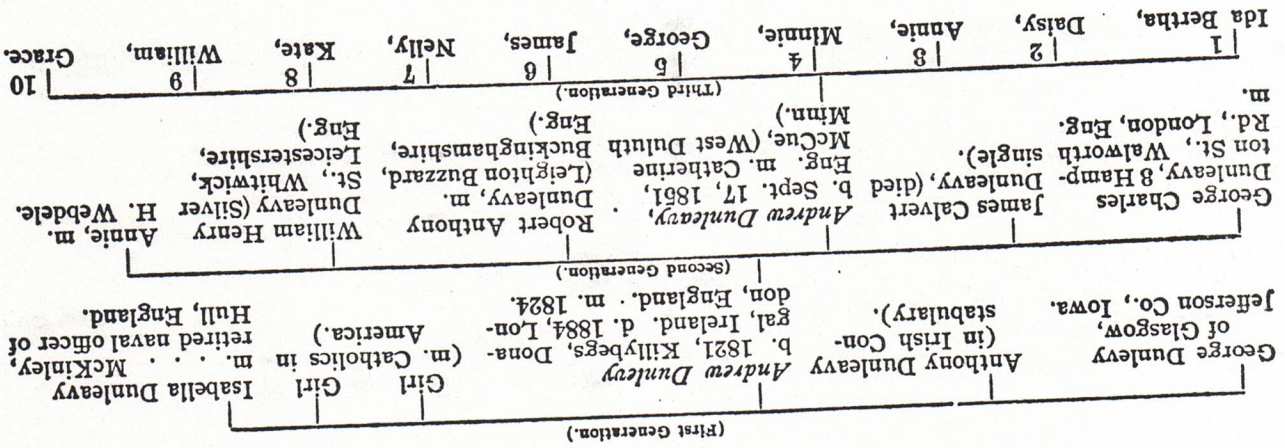 (First Generation.)
George Dunlevy
of Glasgow,
Jefferson Co., Iowa.
Anthony Dunleavy
(in Irish Con-
stabulary).
Andrew Dunlevy
b. 1821, Killybegs, Dona-
gal, Ireland. d. 1884, Lon-
don, England. m. 1824.
Girl Girl
(m. Catholics in
America.)
Isabella Dunleavy
m. . . . McKinley,
retired naval officer of
Hull, England.
(Second Generation.)
George Charles
Dunleavy, 8 Hamp-
ton St., Walworth
Rd., London, Eng.
m.
James Calvert
Dunleavy, (died
single).
Andrew Dunleavy,
b. Sept. 17, 1851,
Eng. m. Catherine
McCue, (West Duluth
Minn.)
Robert Anthony
Dunleavy, m.
(Leighton Buzzard,
Buckinghamshire,
Eng.)
William Henry
Dunleavy (Silver
St., Whitwick,
Leicestershire,
Eng.)
Annie, m.
H. Webdele.
(Third Generation.)
1 2 3 4 5 6 7 8 9 10
Ida Bertha, Daisy, Annie, Minnie, George, James, Nelly, Kate, William, Grace.